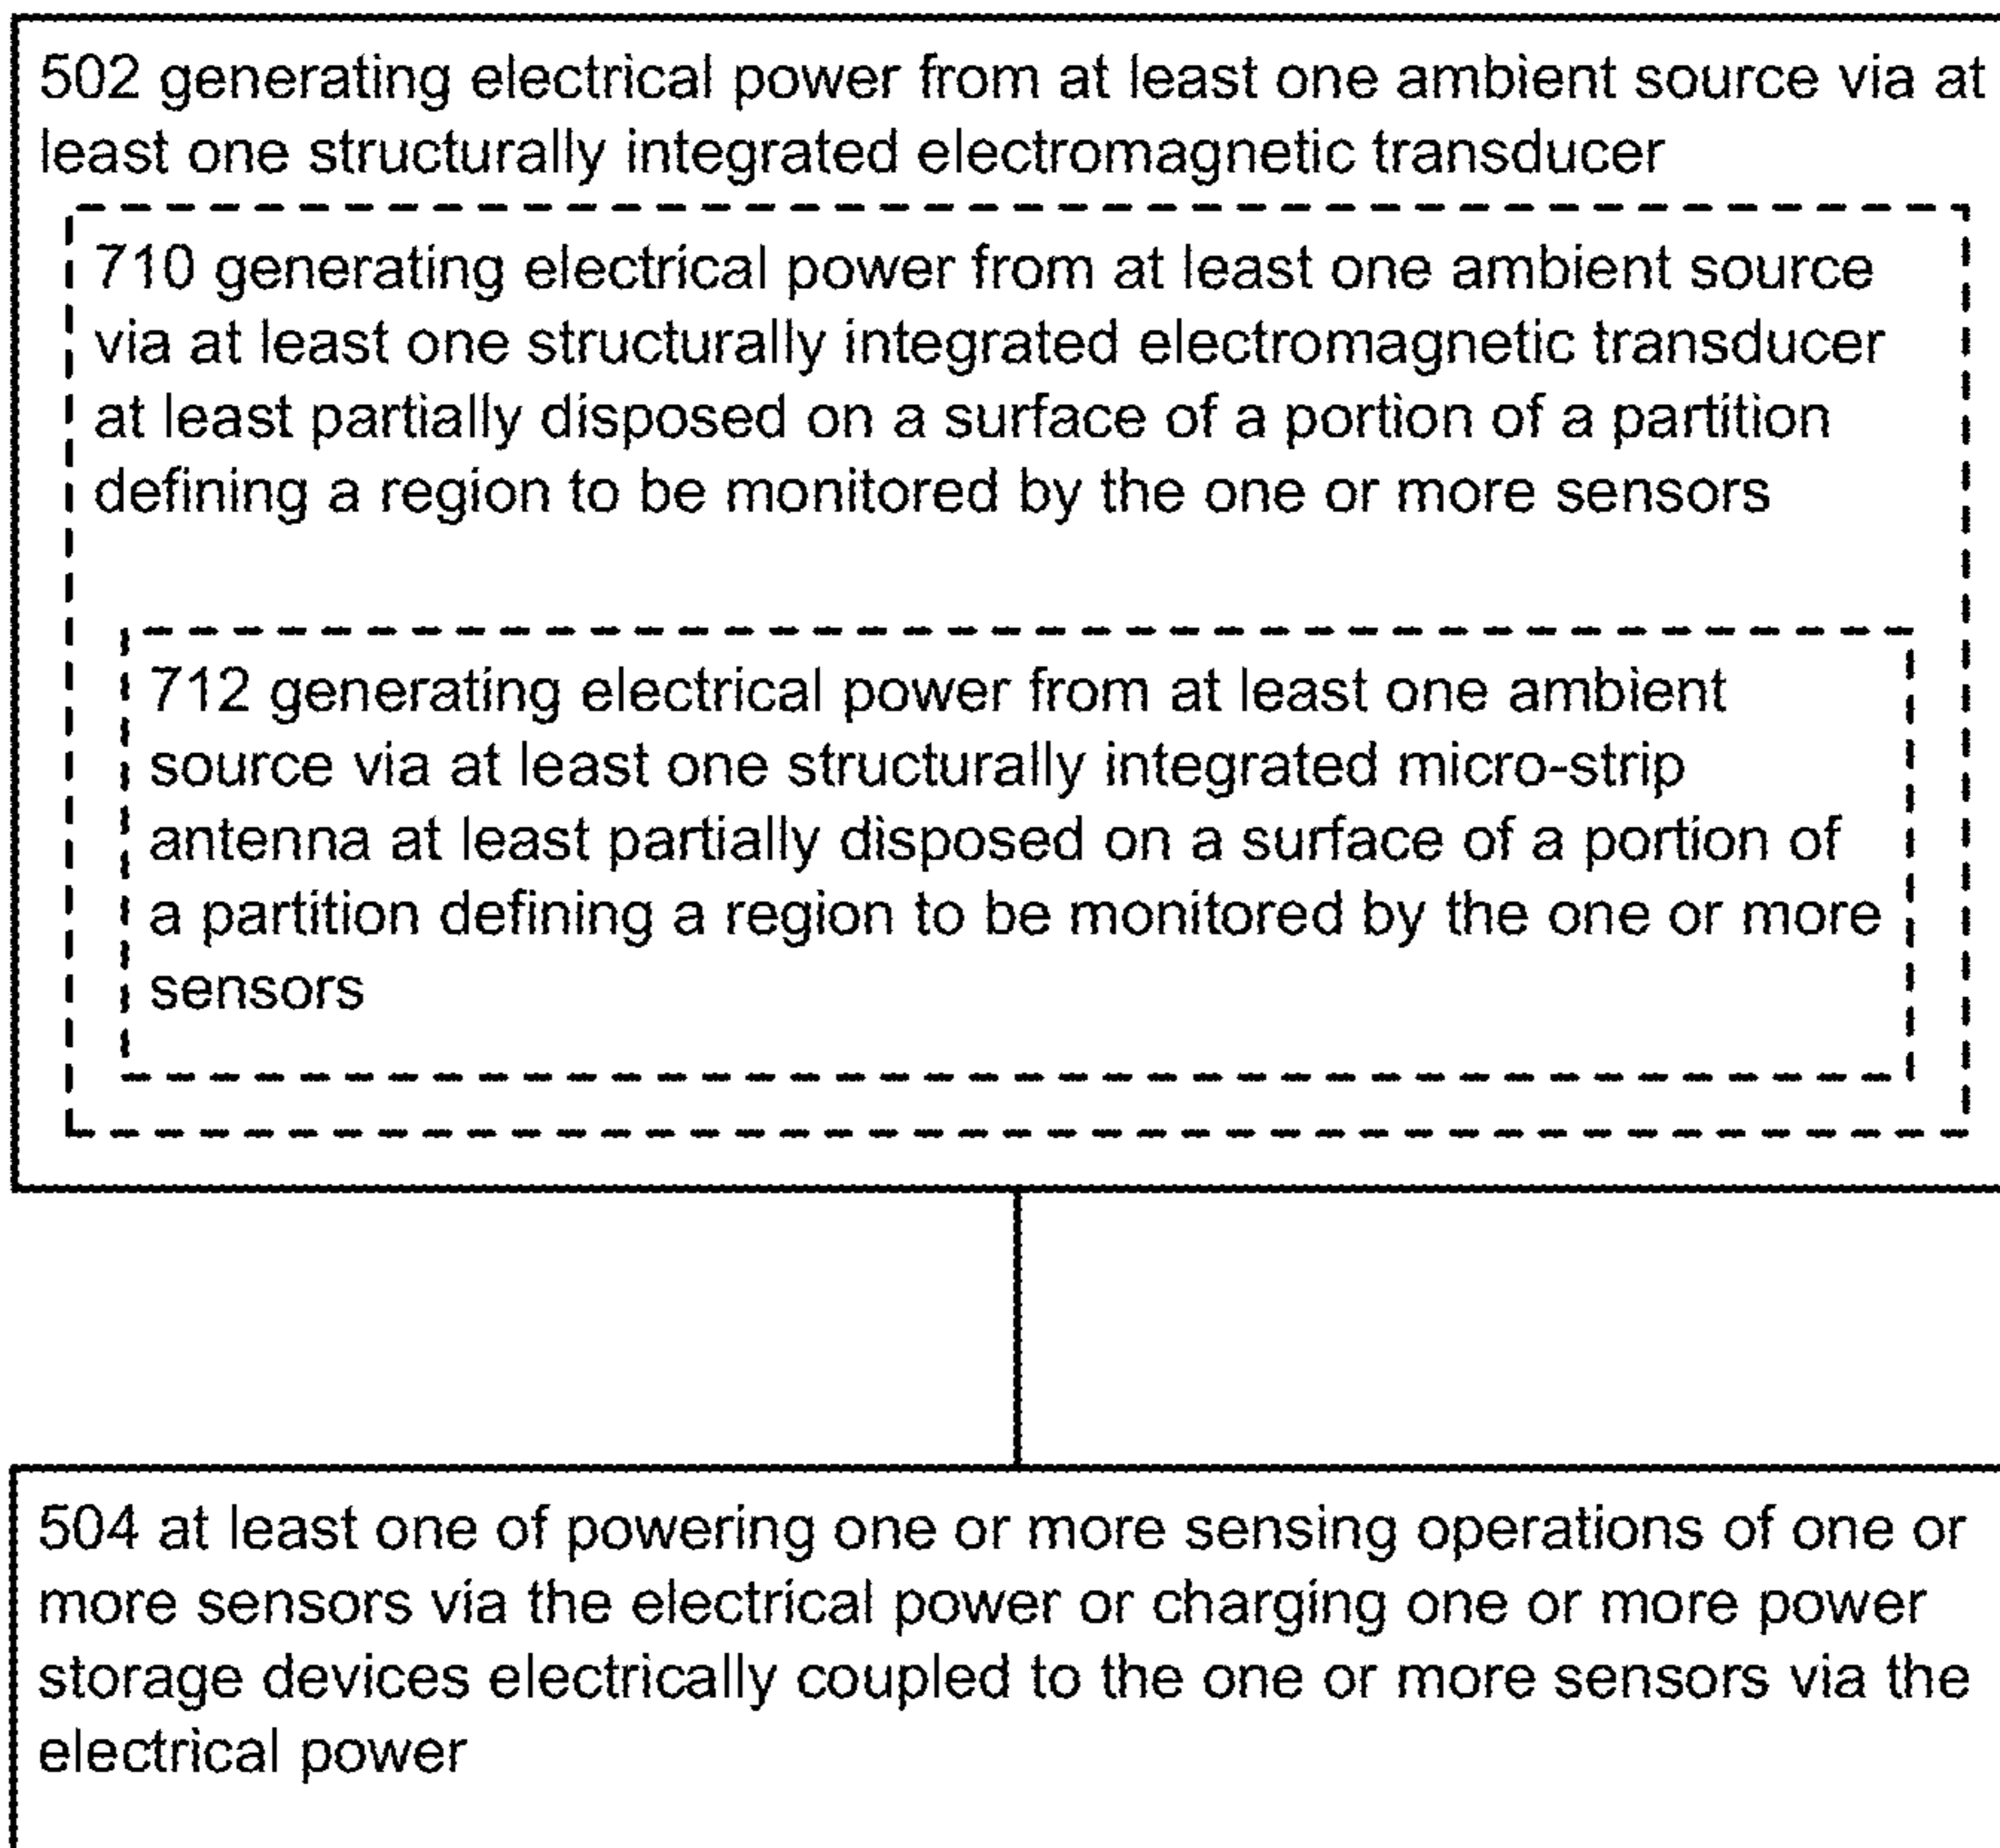 502 generating electrical power from at least one ambient source via at
least one structurally integrated electromagnetic transducer
710 generating electrical power from at least one ambient source
via at least one structurally integrated electromagnetic transducer
at least partially disposed on a surface of a portion of a partition
defining a region to be monitored by the one or more sensors
712 generating electrical power from at least one ambient
source via at least one structurally integrated micro-strip
antenna at least partially disposed on a surface of a portion of
a partition defining a region to be monitored by the one or more
sensors
504 at least one of powering one or more sensing operations of one or
more sensors via the electrical power or charging one or more power
storage devices electrically coupled to the one or more sensors via the
electrical power